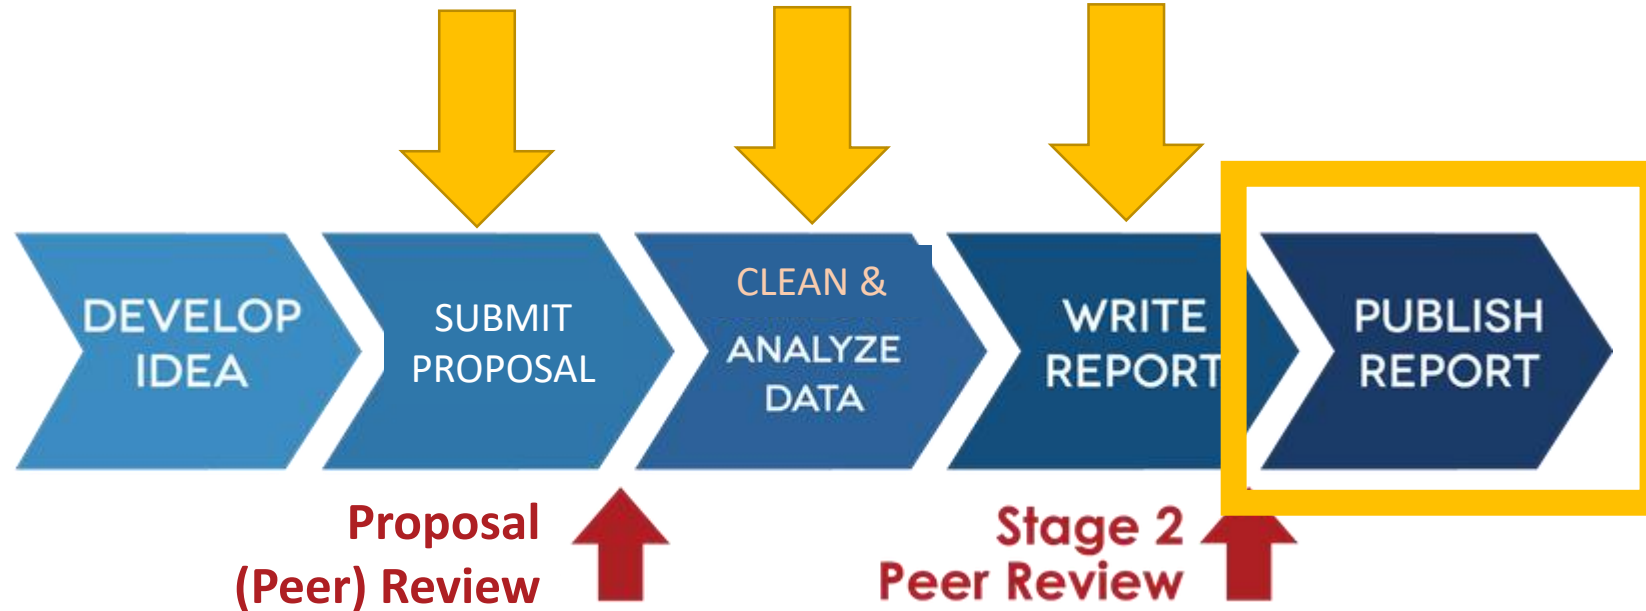 DEVELOP
IDEA
SUBMIT
PROPOSAL
CLEAN &
ANALYZE
DATA
WRITE
REPORT
PUBLISH
REPORT
Proposal
(Peer) Review
Stage 2
Peer Review